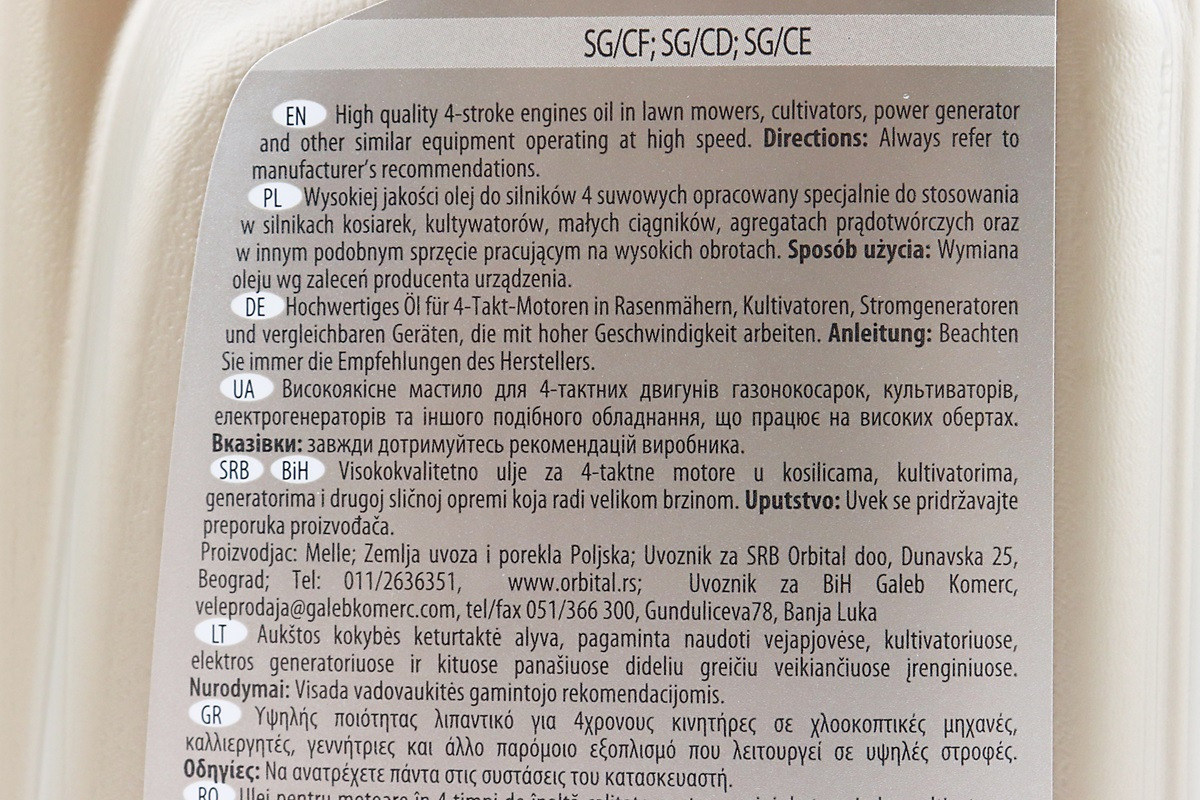 SG/CF; SG/CD; SG/CE
EN High quality 4-stroke engines oil in lawn mowers, cultivators, power generator
and other similar equipment operating at high speed. Directions: Always refer to
manufacturer's recommendations.
PL Wysokiej jakości olej do silników 4 suwowych opracowany specjalnie do stosowania
w silnikach kosiarek, kultywatorów, małych ciągników, agregatach prądotwórczych oraz
w innym podobnym sprzęcie pracującym na wysokich obrotach. Sposób użycia: Wymiana
oleju wg zaleceń producenta urządzenia.
DE Hochwertiges Öl für 4-Takt-Motoren in Rasenmähern, Kultivatoren, Stromgeneratoren
und vergleichbaren Geräten, die mit hoher Geschwindigkeit arbeiten. Anleitung: Beachten
Sie immer die Empfehlungen des Herstellers.
UA Високоякісне мастило для 4-тактних двигунів газонокосарок, культиваторів,
електрогенераторів та іншого подібного обладнання, що працює на високих обертах.
Вказівки: завжди дотримуйтесь рекомендацій виробника.
SRB BiH Visokokvalitetno ulje za 4-taktne motore u kosilicama, kultivatorima,
generatorima i drugoj sličnoj opremi koja radi velikom brzinom. Uputstvo: Uvek se pridržavajte
preporuka proizvođača.
Proizvodjac: Melle; Zemlja uvoza i porekla Poljska; Uvoznik za SRB Orbital doo, Dunavska 25,
Beograd; Tel: 011/2636351, www.orbital.rs; Uvoznik za BiH Galeb Komerc,
veleprodaja@galebkomerc.com, tel/fax 051/366 300, Gunduliceva78, Banja Luka
LT Aukštos kokybės keturtaktė alyva, pagaminta naudoti vejapjovėse, kultivatoriuose,
elektros generatoriuose ir kituose panašiuose dideliu greičiu veikiančiuose įrenginiuose.
Nurodymai: Visada vadovaukitės gamintojo rekomendacijomis.
GR Υψηλής ποιότητας λιπαντικό για 4χρονους κινητήρες σε χλοοκοπτικές μηχανές,
καλλιεργητές, γεννήτριες και άλλο παρόμοιο εξοπλισμό που λειτουργεί σε υψηλές στροφές.
Οδηγίες: Να ανατρέχετε πάντα στις συστάσεις του κατασκευαστή.
RO Ulei pentru motoare în 4 timpi de înaltă